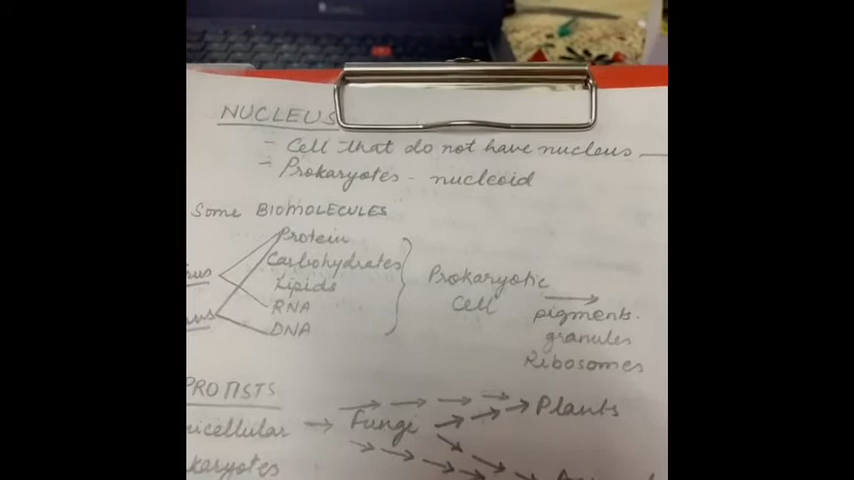 NUCLEUS
- Cell that do not have nucleus
- Prokaryotes - nucleoid
Some BIOMOLECULES
Protein
Carbohydrates
Lipids
RNA
DNA
Prokaryotic
Cell
pigments.
granules
Ribosomes
PROTISTS
Fungi
Plants